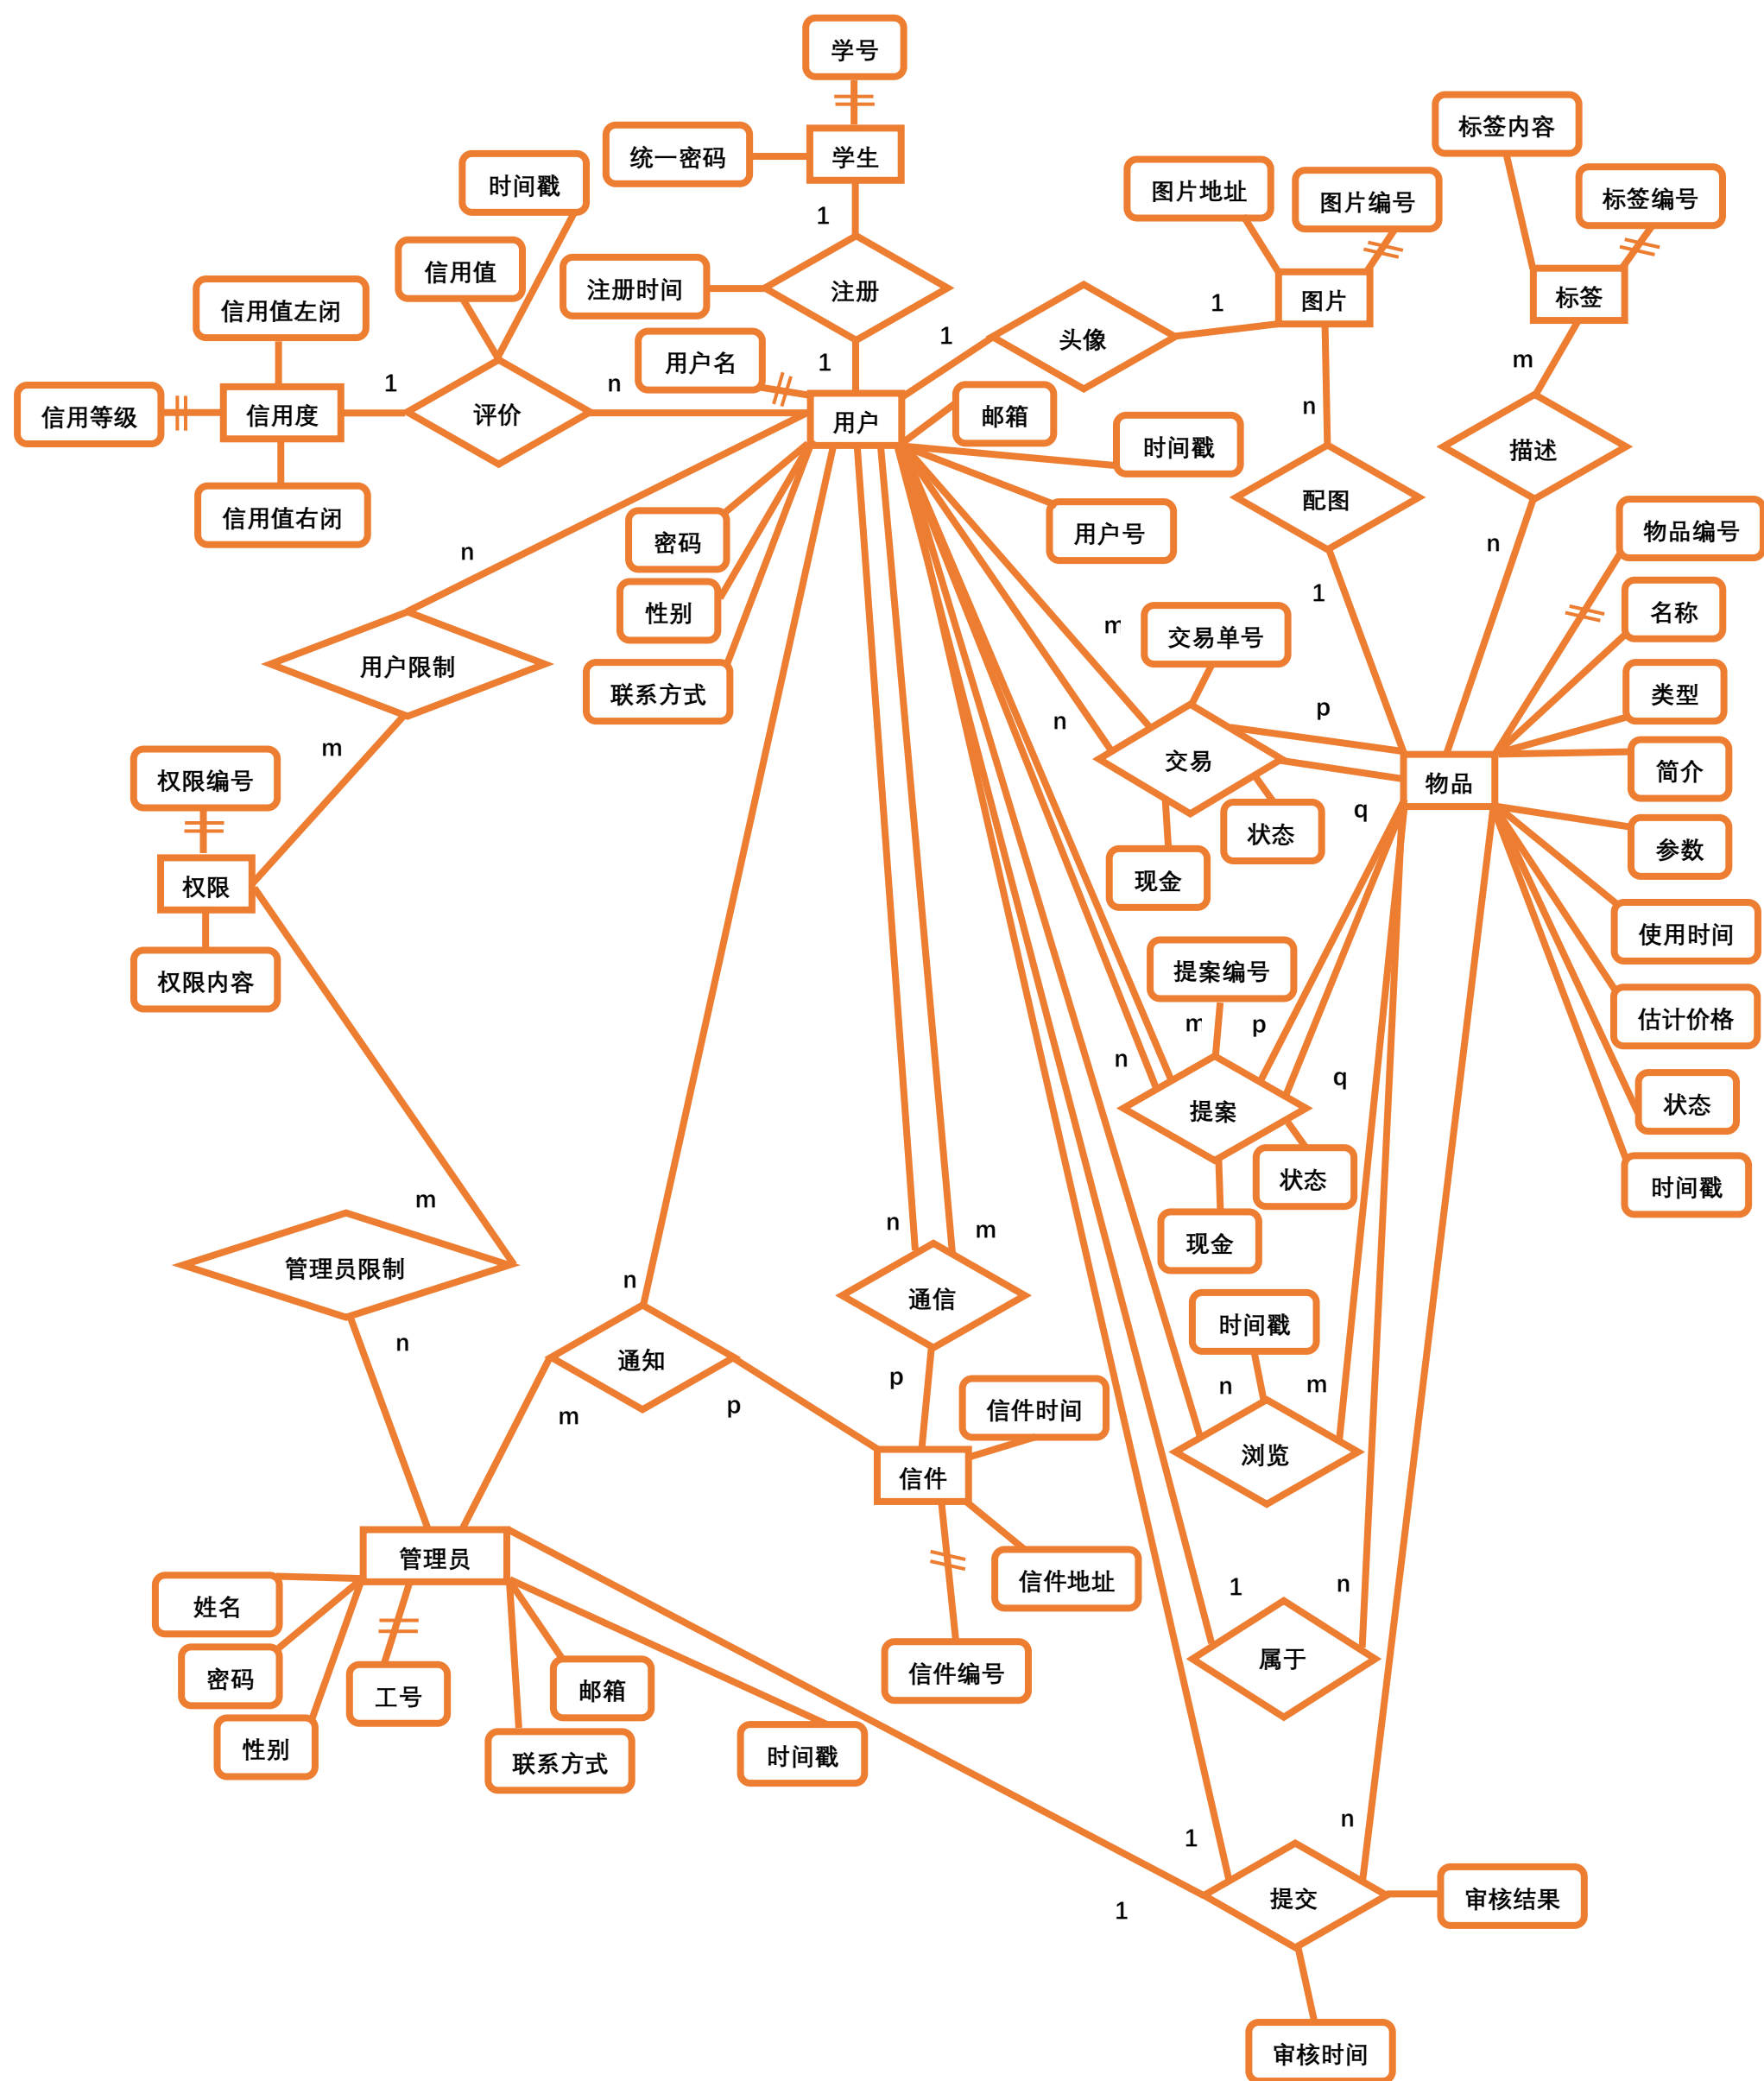 学号
统一密码
学生
时间戳
标签内容
图片地址
图片编号
标签编号
1
信用值
注册时间
注册
信用值左闭
图片
标签
1
1
头像
用户名
1
m
1
n
信用等级
信用度
评价
用户
邮箱
时间戳
n
描述
信用值右闭
配图
密码
用户号
n
n
物品编号
1
性别
名称
m
交易单号
用户限制
联系方式
类型
m
n
p
权限编号
交易
物品
简介
q
状态
参数
权限
现金
使用时间
权限内容
提案编号
估计价格
m
p
n
q
提案
状态
状态
m
时间戳
n
m
现金
管理员限制
n
通信
时间戳
n
通知
p
n
m
m
p
信件时间
浏览
信件
管理员
信件地址
1
n
姓名
属于
密码
工号
邮箱
信件编号
性别
联系方式
时间戳
n
1
1
提交
审核结果
审核时间